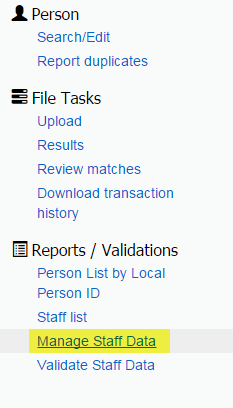 Person
Search/Edit
Report duplicates
File Tasks
Upload
Results
Review matches
Download transaction
history
Reports / Validations
Person List by Local
Person ID
Staff list
Manage Staff Data
Validate Staff Data